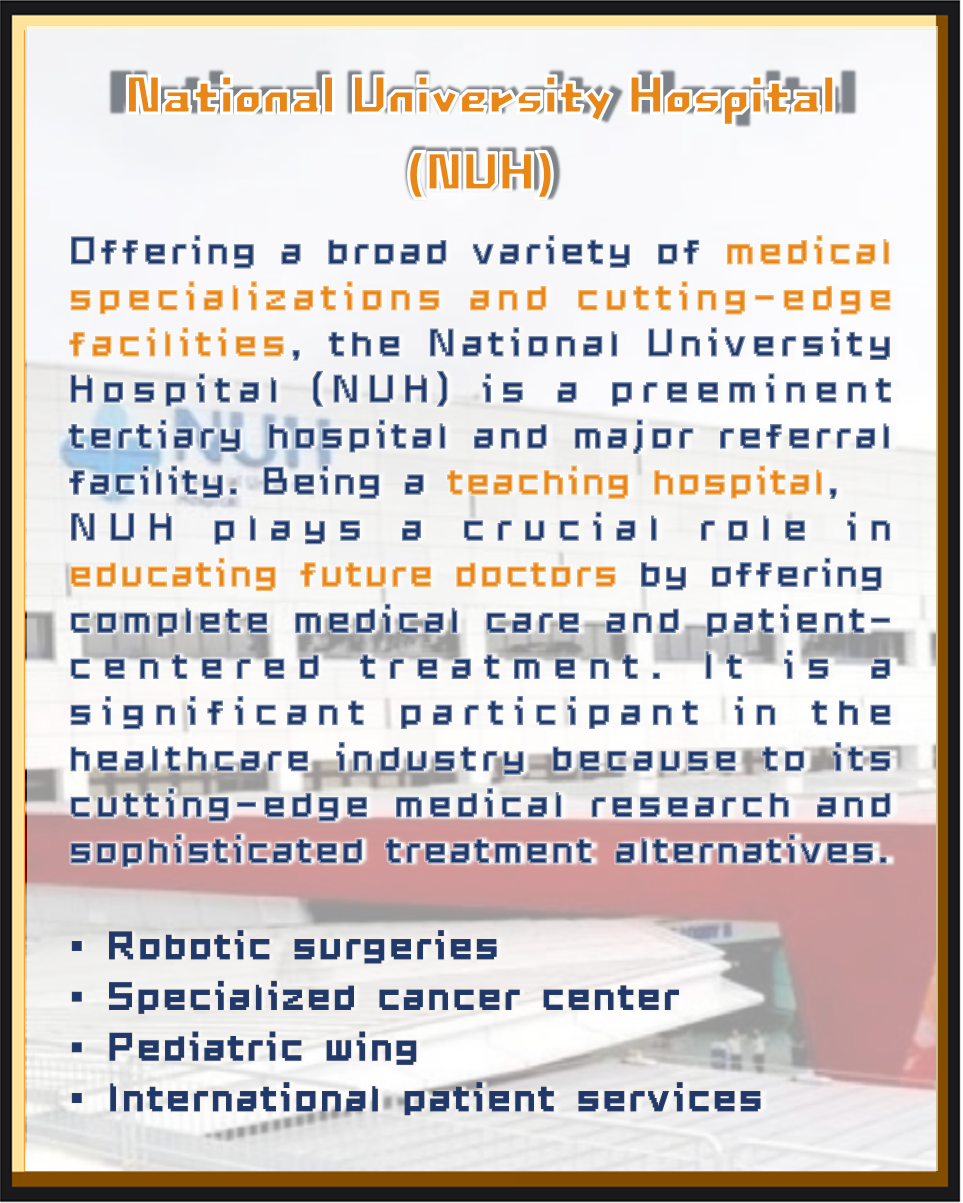 National University Hospital
(NUH)
Offering a broad variety of medical
specializations and cutting-edge
facilities, the National University
Hospital (NUH) is a preeminent
tertiary hospital and major referral
facility. Being a teaching hospital,
NUH plays a crucial role in
educating future doctors by offering
complete medical care and patient-
centered treatment. It is a
significant participant in the
healthcare industry because to its
cutting-edge medical research and
sophisticated treatment alternatives.
▪ Robotic surgeries
▪ Specialized cancer center
▪ Pediatric wing
▪ International patient services
NUH